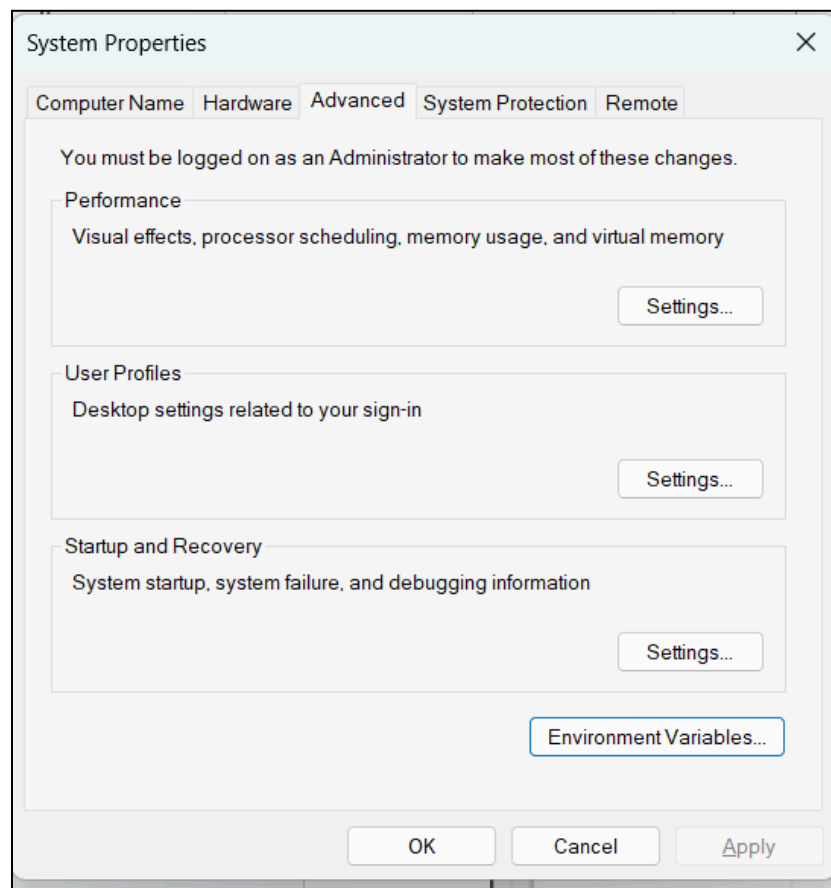 System Properties
Computer Name Hardware Advanced System Protection Remote
You must be logged on as an Administrator to make most of these changes.
Performance
Visual effects, processor scheduling, memory usage, and virtual memory
Settings...
User Profiles
Desktop settings related to your sign-in
Settings...
Startup and Recovery
System startup, system failure, and debugging information
Settings...
Environment Variables...
OK Cancel Apply